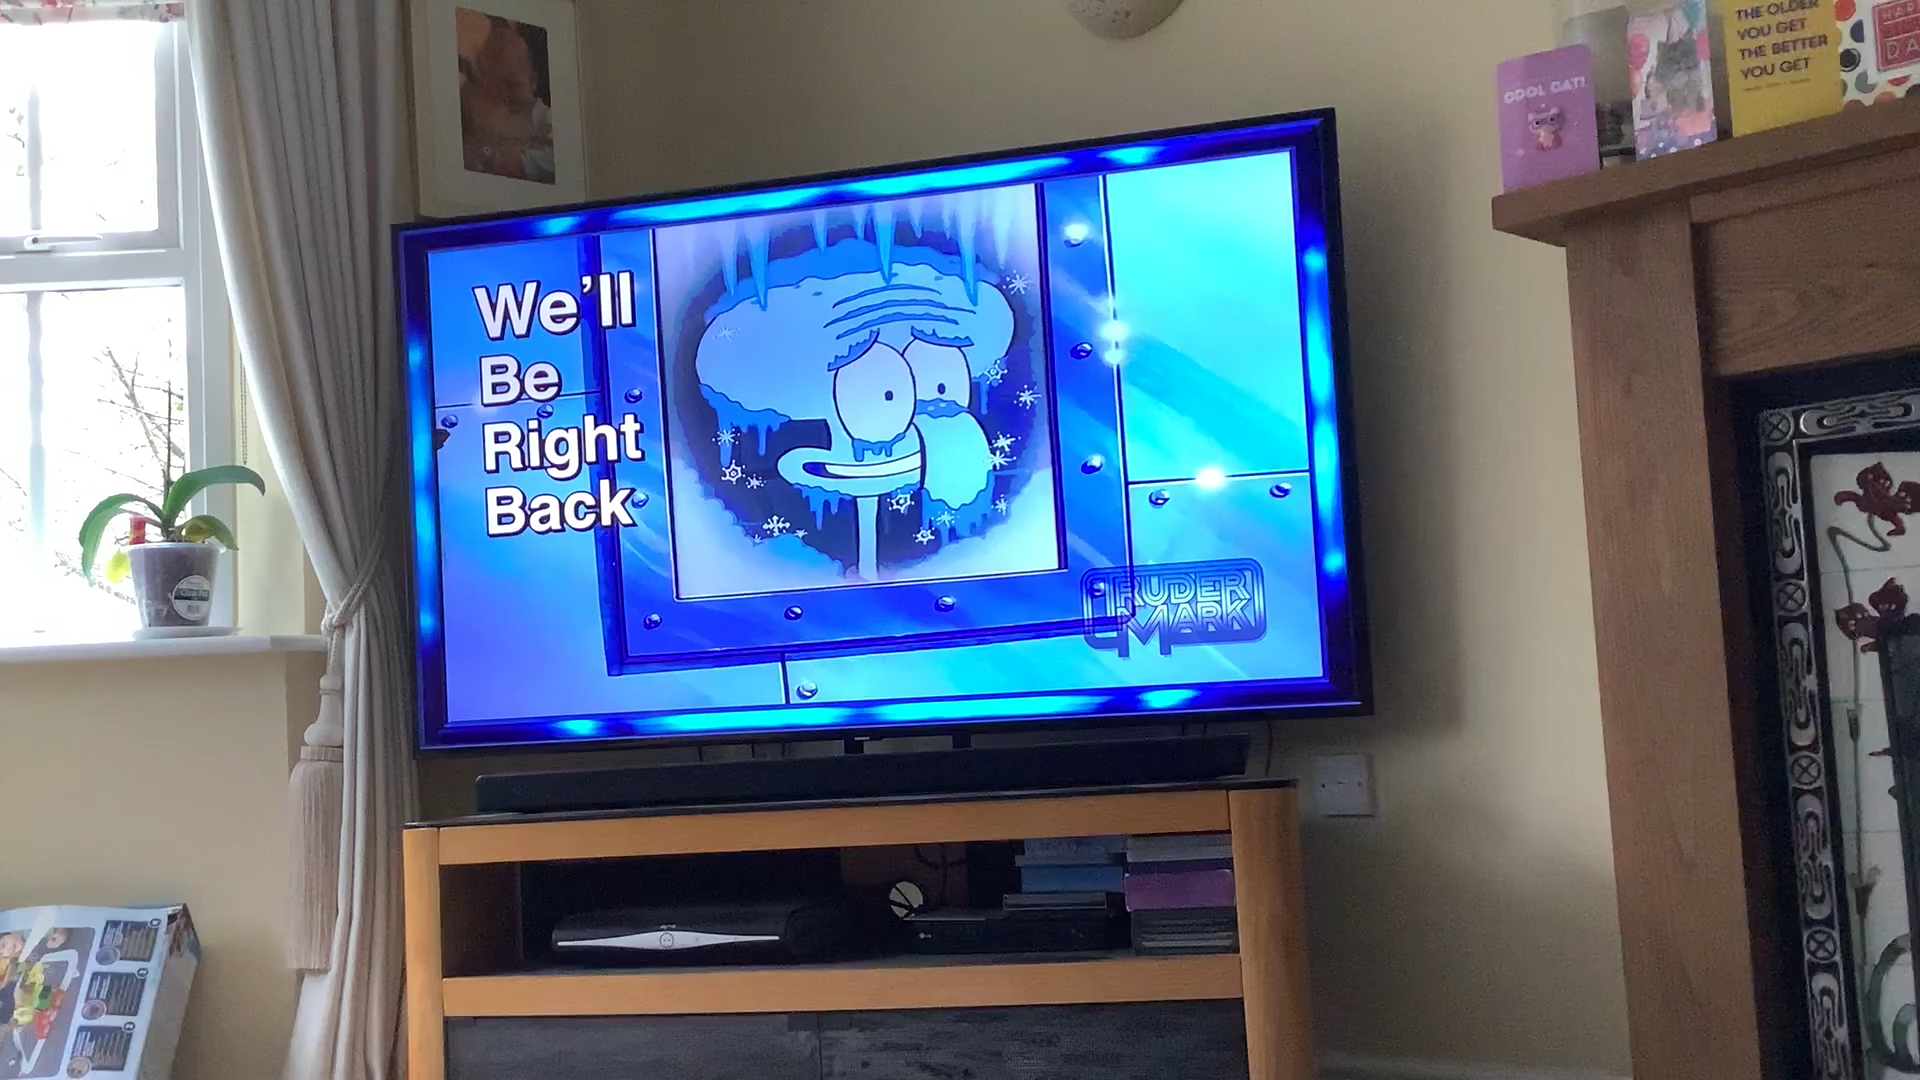 We'll
Be
Right
Back
RUDER
MARK
COOL CAT!
THE OLDER
YOU GET
THE BETTER
YOU GET